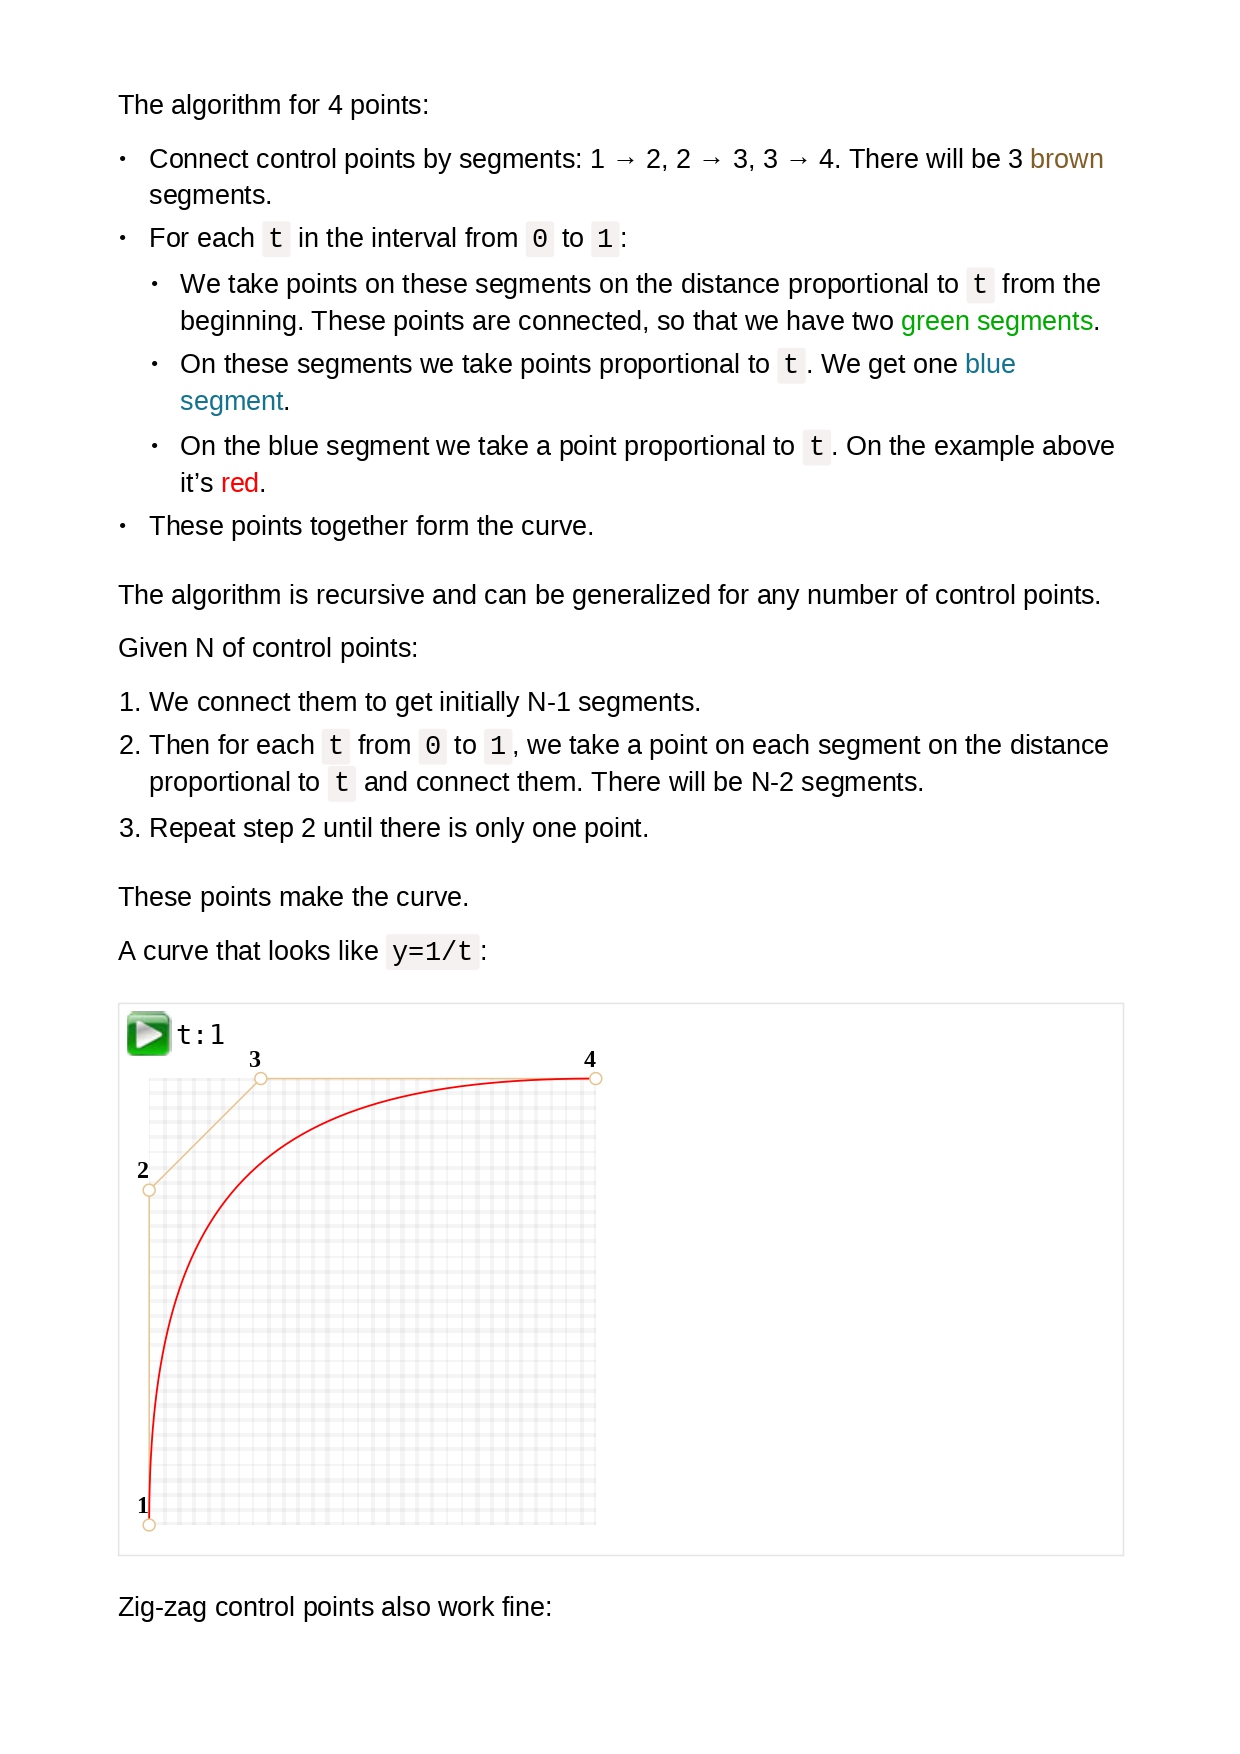 The algorithm for 4 points:
• Connect control points by segments: 1 → 2, 2 → 3, 3 → 4. There will be 3 brown
segments.
• For each t in the interval from 0 to 1:
• We take points on these segments on the distance proportional to t from the
beginning. These points are connected, so that we have two green segments.
• On these segments we take points proportional to t. We get one blue
segment.
• On the blue segment we take a point proportional to t. On the example above
it’s red.
• These points together form the curve.
The algorithm is recursive and can be generalized for any number of control points.
Given N of control points:
1. We connect them to get initially N-1 segments.
2. Then for each t from 0 to 1, we take a point on each segment on the distance
proportional to t and connect them. There will be N-2 segments.
3. Repeat step 2 until there is only one point.
These points make the curve.
A curve that looks like y=1/t:
t:1
3 4
2
1
Zig-zag control points also work fine: